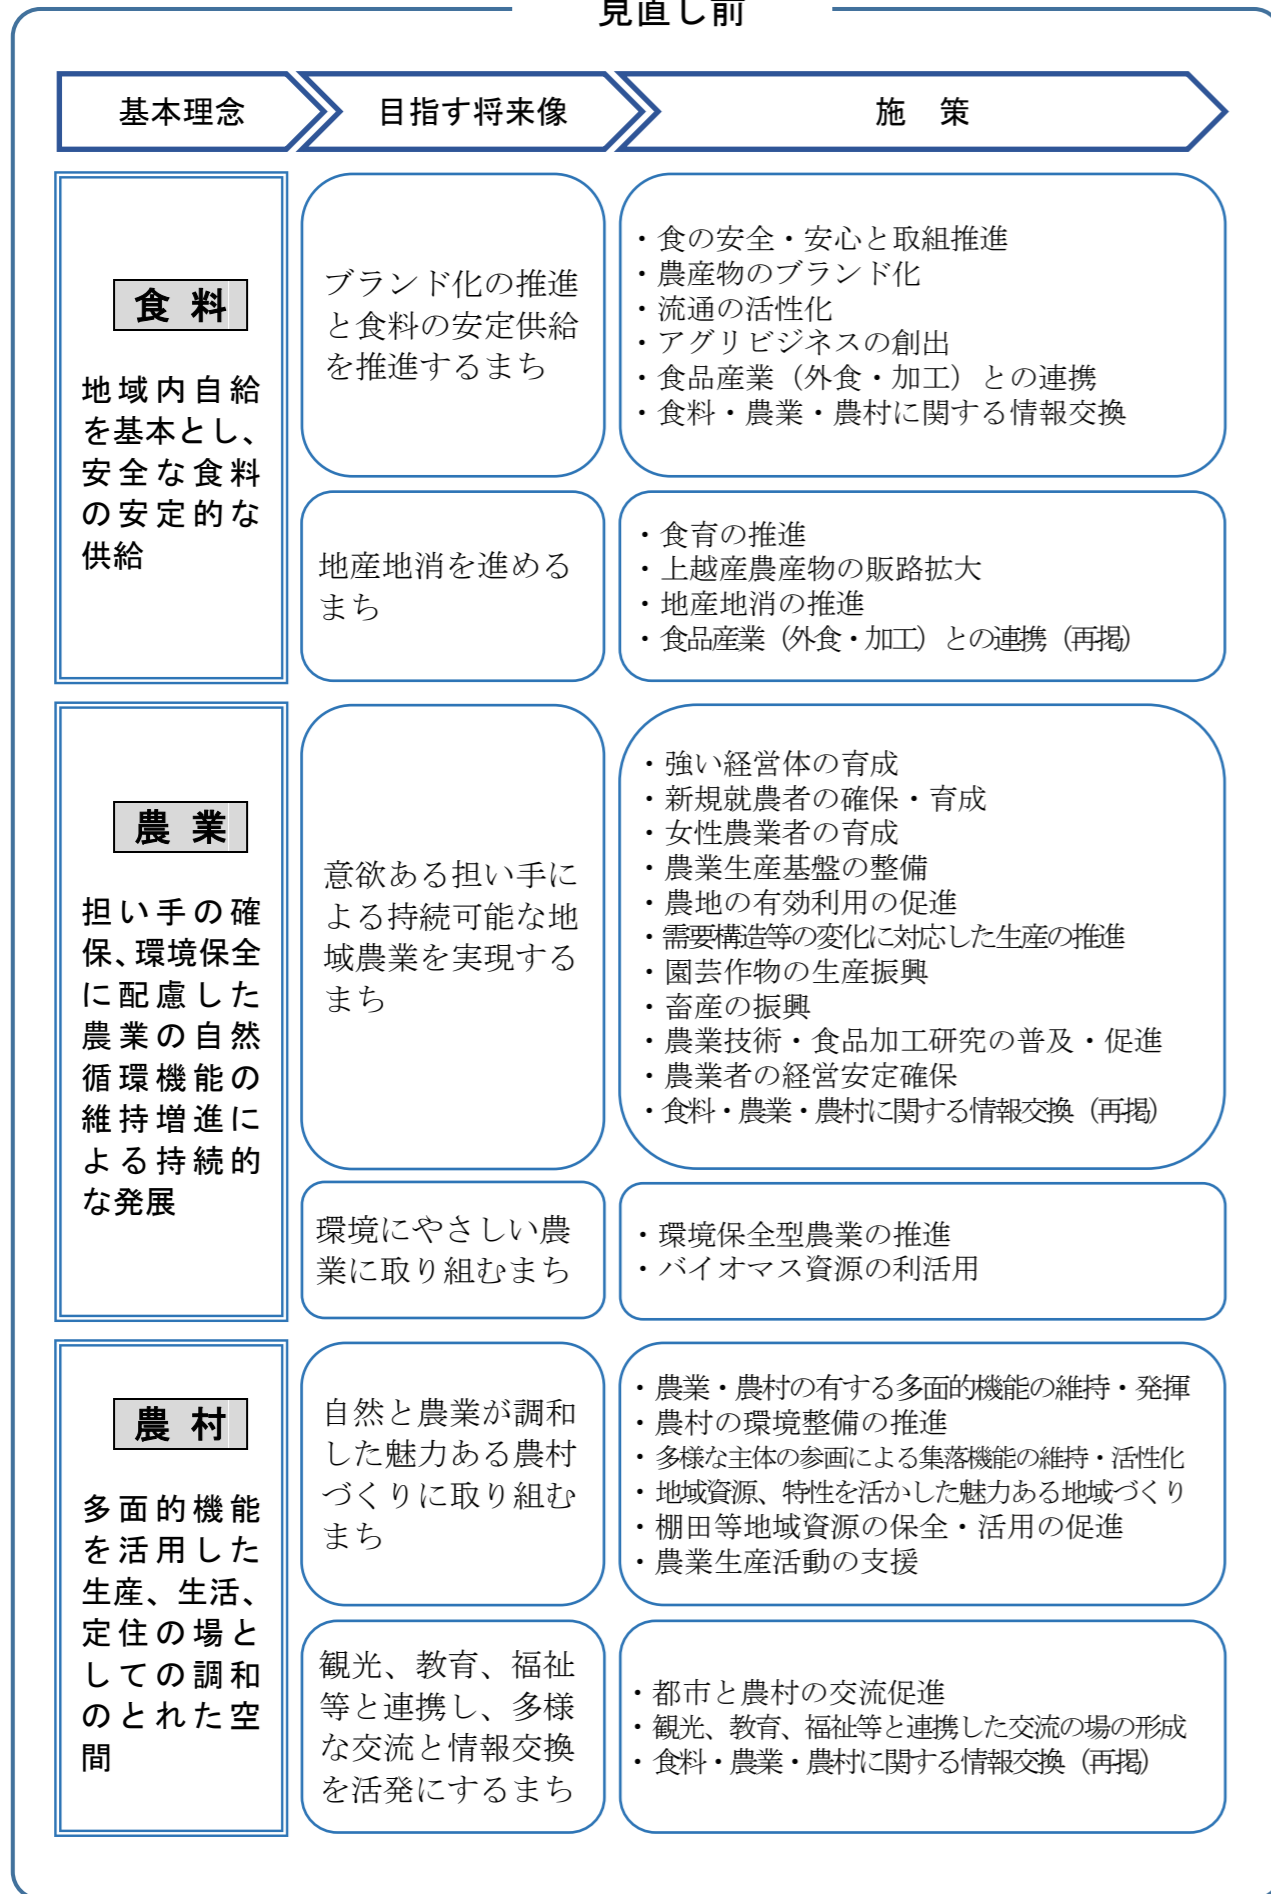 見直し前
基本理念
目指す将来像
施　策
食 料
地域内自給
を基本とし、
安全な食料
の安定的な
供給
ブランド化の推進
と食料の安定供給
を推進するまち
・食の安全・安心と取組推進
・農産物のブランド化
・流通の活性化
・アグリビジネスの創出
・食品産業（外食・加工）との連携
・食料・農業・農村に関する情報交換
地産地消を進める
まち
・食育の推進
・上越産農産物の販路拡大
・地産地消の推進
・食品産業（外食・加工）との連携（再掲）
農 業
担い手の確
保、環境保全
に配慮した
農業の自然
循環機能の
維持増進に
よる持続的
な発展
意欲ある担い手に
よる持続可能な地
域農業を実現する
まち
・強い経営体の育成
・新規就農者の確保・育成
・女性農業者の育成
・農業生産基盤の整備
・農地の有効利用の促進
・需要構造等の変化に対応した生産の推進
・園芸作物の生産振興
・畜産の振興
・農業技術・食品加工研究の普及・促進
・農業者の経営安定確保
・食料・農業・農村に関する情報交換（再掲）
環境にやさしい農
業に取り組むまち
・環境保全型農業の推進
・バイオマス資源の利活用
農 村
多面的機能
を活用した
生産、生活、
定住の場と
しての調和
のとれた空
間
自然と農業が調和
した魅力ある農村
づくりに取り組む
まち
・農業・農村の有する多面的機能の維持・発揮
・農村の環境整備の推進
・多様な主体の参画による集落機能の維持・活性化
・地域資源、特性を活かした魅力ある地域づくり
・棚田等地域資源の保全・活用の促進
・農業生産活動の支援
観光、教育、福祉
等と連携し、多様
な交流と情報交換
を活発にするまち
・都市と農村の交流促進
・観光、教育、福祉等と連携した交流の場の形成
・食料・農業・農村に関する情報交換（再掲）